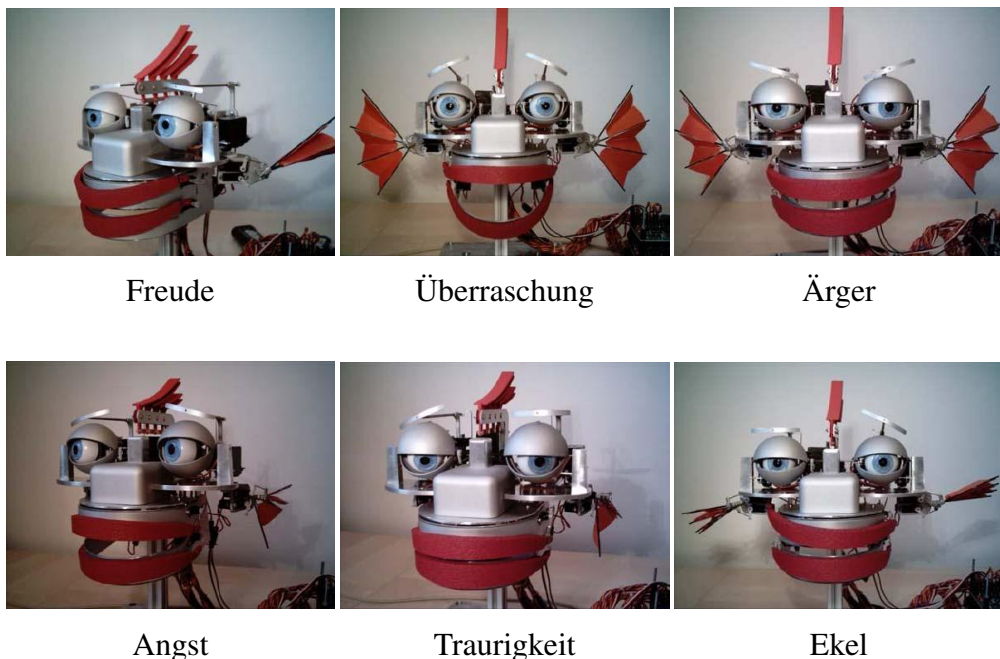 Freude
Überraschung
Ärger
Angst
Traurigkeit
Ekel